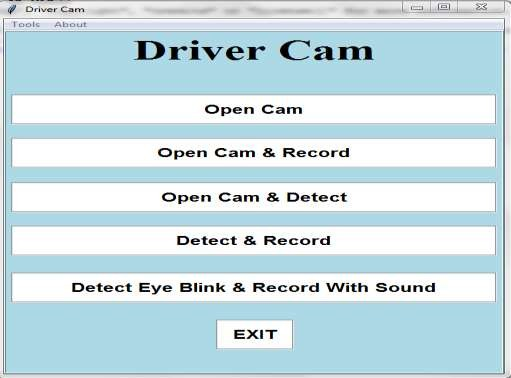 Driver Cam
Tools About
Driver Cam
Open Cam
Open Cam & Record
Open Cam & Detect
Detect & Record
Detect Eye Blink & Record With Sound
EXIT